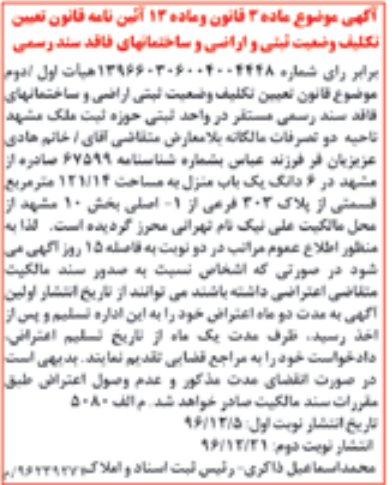 آگهی موضوع ماده ۳ قانون وماده ۱۳ آئین نامه قانون تعیین
تکلیف وضعیت ثبتی و اراضی و ساختمانهای فاقد سند رسمی
برابر رای شماره ۱۳۹۶۶۰۳۰۶۰۰۴۰۰۴۴۴۸هیأت اول /دوم
موضوع قانون تعیین تکلیف وضعیت ثبتی اراضی و ساختمانهای
فاقد سند رسمی مستقر در واحد ثبتی حوزه ثبت ملک مشهد
ناحیه دو تصرفات مالکانه بلامعارض متقاضی آقای / خانم هادی
عزیزیان فر فرزند عباس بشماره شناسنامه ۶۷۵۹۹ صادره از
مشهد در ۶ دانگ یک باب منزل به مساحت ۱۲۱/۱۴ مترمربع
قسمتی از پلاک ۳۰۳ فرعی از ۱- اصلی بخش ۱۰ مشهد از
محل مالکیت علی نیک نام تهرانی محرز گردیده است. لذا به
منظور اطلاع عموم مراتب در دو نوبت به فاصله ۱۵ روز آگهی می
شود در صورتی که اشخاص نسبت به صدور سند مالکیت
متقاضی اعتراضی داشته باشند می توانند از تاریخ انتشار اولین
آگهی به مدت دو ماه اعتراض خود را به این اداره تسلیم و پس از
اخذ رسید، ظرف مدت یک ماه از تاریخ تسلیم اعتراض،
دادخواست خود را به مراجع قضایی تقدیم نمایند. بدیهی است
در صورت انقضای مدت مذکور و عدم وصول اعتراض طبق
مقررات سند مالکیت صادر خواهد شد. م.الف ۵۰۸۰
تاریخ انتشار نوبت اول: ۹۶/۱۲/۵
انتشار نوبت دوم: ۹۶/۱۲/۲۱
محمداسماعیل ذاکری- رئیس ثبت اسناد و املاک ۹۶۲۳۹۲۷۲/م